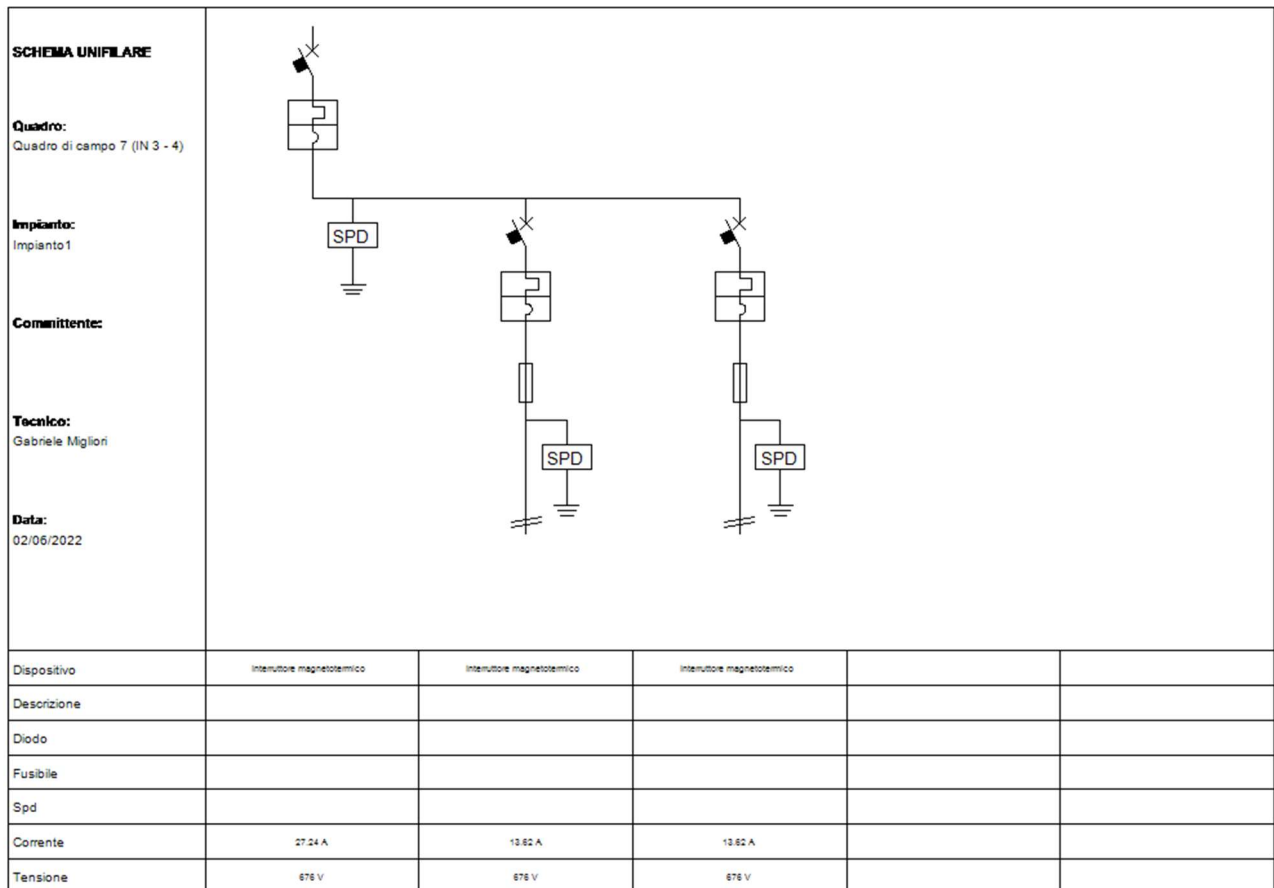 SCHEMA UNIFILARE
Quadro:
Quadro di campo 7 (IN 3 - 4)
Impianto:
Impianto1
Committente:
Tecnico:
Gabriele Migliori
Data:
02/06/2022
SPD
SPD
SPD
Dispositivo Interruttore magnetotermico Interruttore magnetotermico Interruttore magnetotermico
Descrizione
Diodo
Fusibile
Spd
Corrente 27.24 A 13.62 A 13.62 A
Tensione 676 V 676 V 676 V